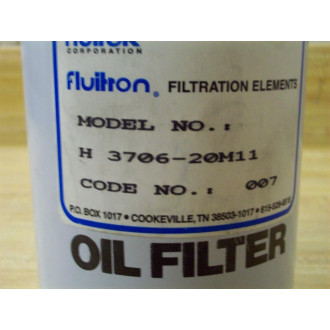 CORPORATION
Fluitron® FILTRATION ELEMENTS
MODEL NO.:
H 3706-20M11
CODE NO.: 007
P.O. BOX 1017 • COOKEVILLE, TN 38503-1017 •
OIL FILTER